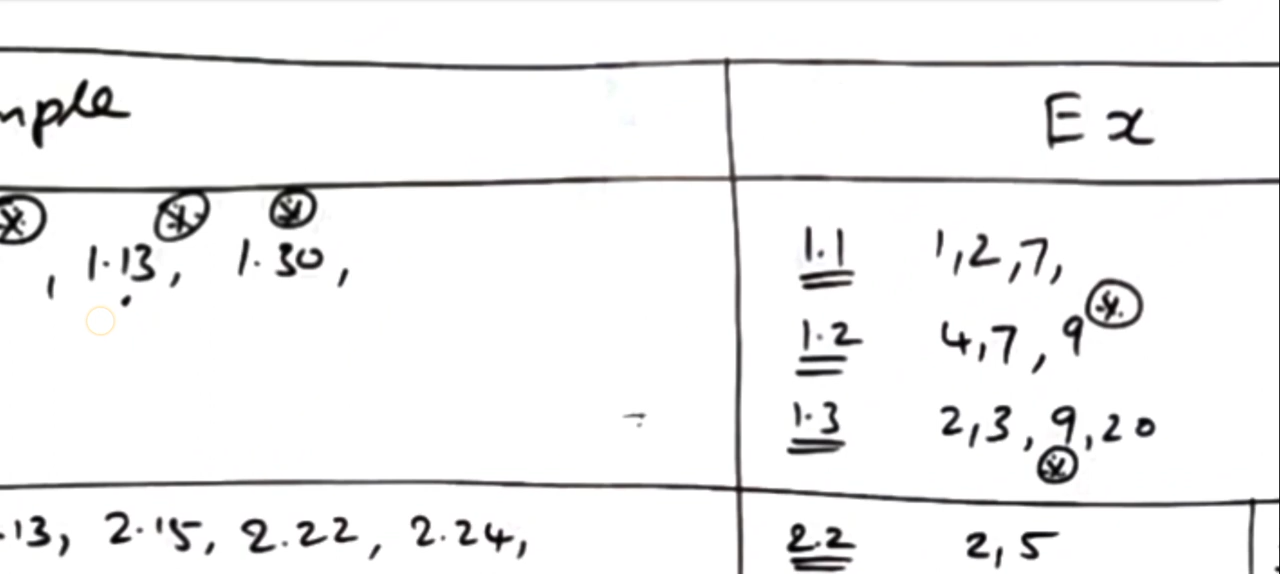 mple
Ex
, 1.13, 1.30,
1.1 1,2,7,
1.2 4,7,9
1.3 2,3,9,20
.13, 2.15, 2.22, 2.24,
2.2 2,5